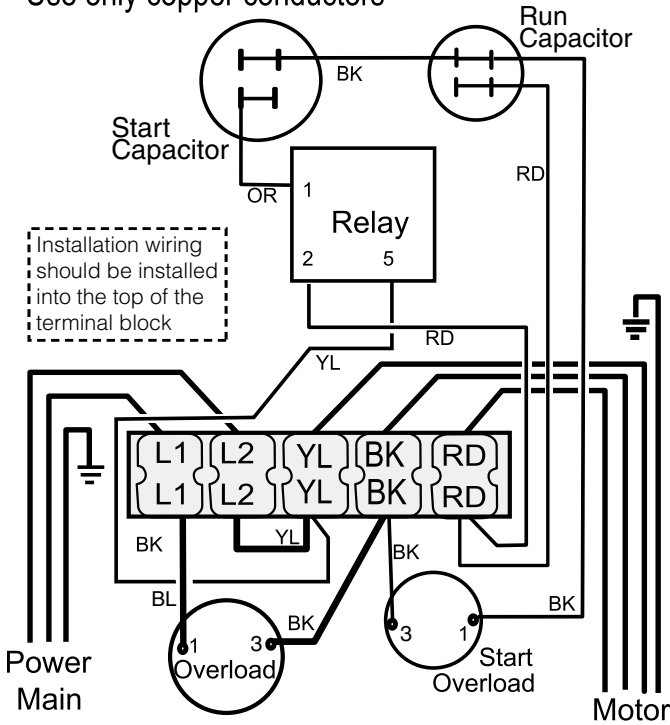 Use only copper conductors
Run
Capacitor
BK
Start
Capacitor
RD
OR
1
Relay
2
5
Installation wiring
should be installed
into the top of the
terminal block
RD
YL
L1
L2
YL
BK
RD
L1
L2
YL
BK
RD
BK
YL
BK
BL
BK
BK
1
3
Overload
3
1
Start
Overload
Power
Main
Motor